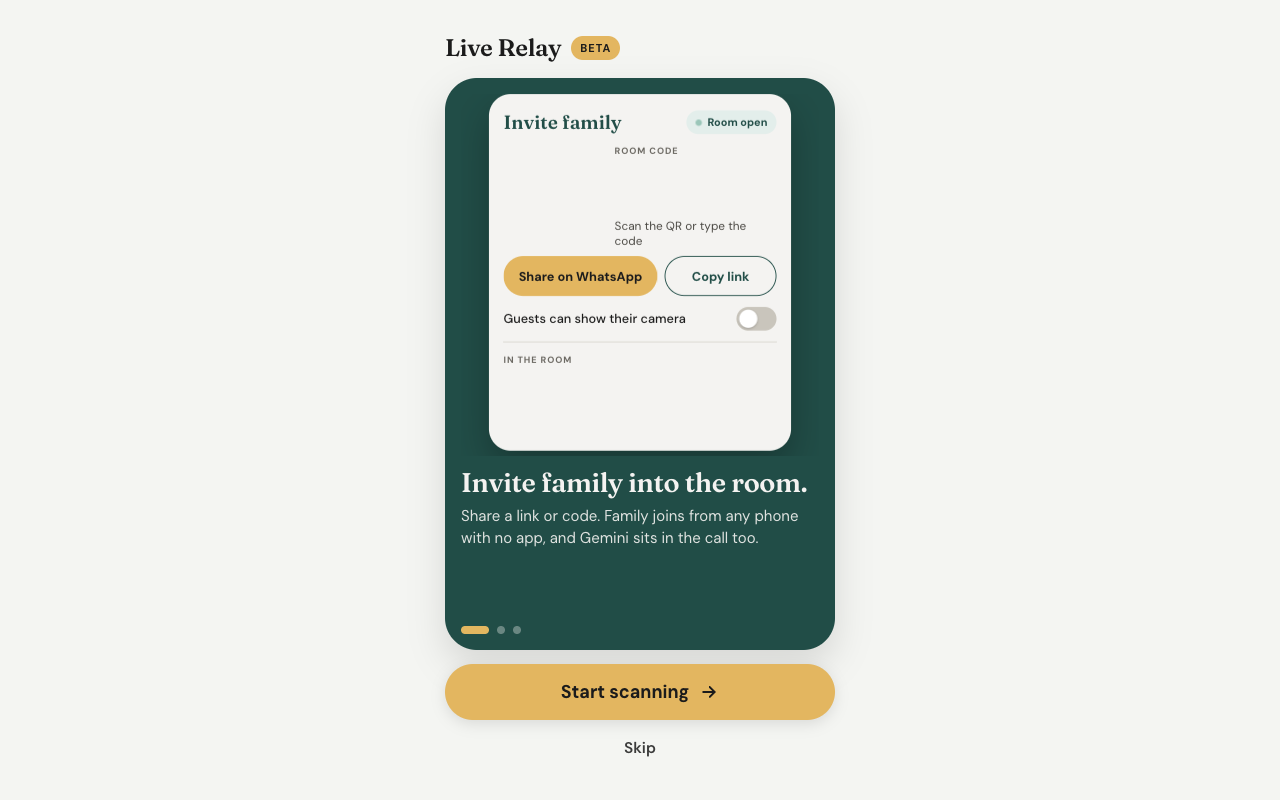 Live Relay BETA
Invite family
Room open
ROOM CODE
Scan the QR or type the
code
Share on WhatsApp
Copy link
Guests can show their camera
IN THE ROOM
Invite family into the room.
Share a link or code. Family joins from any phone
with no app, and Gemini sits in the call too.
Start scanning →
Skip